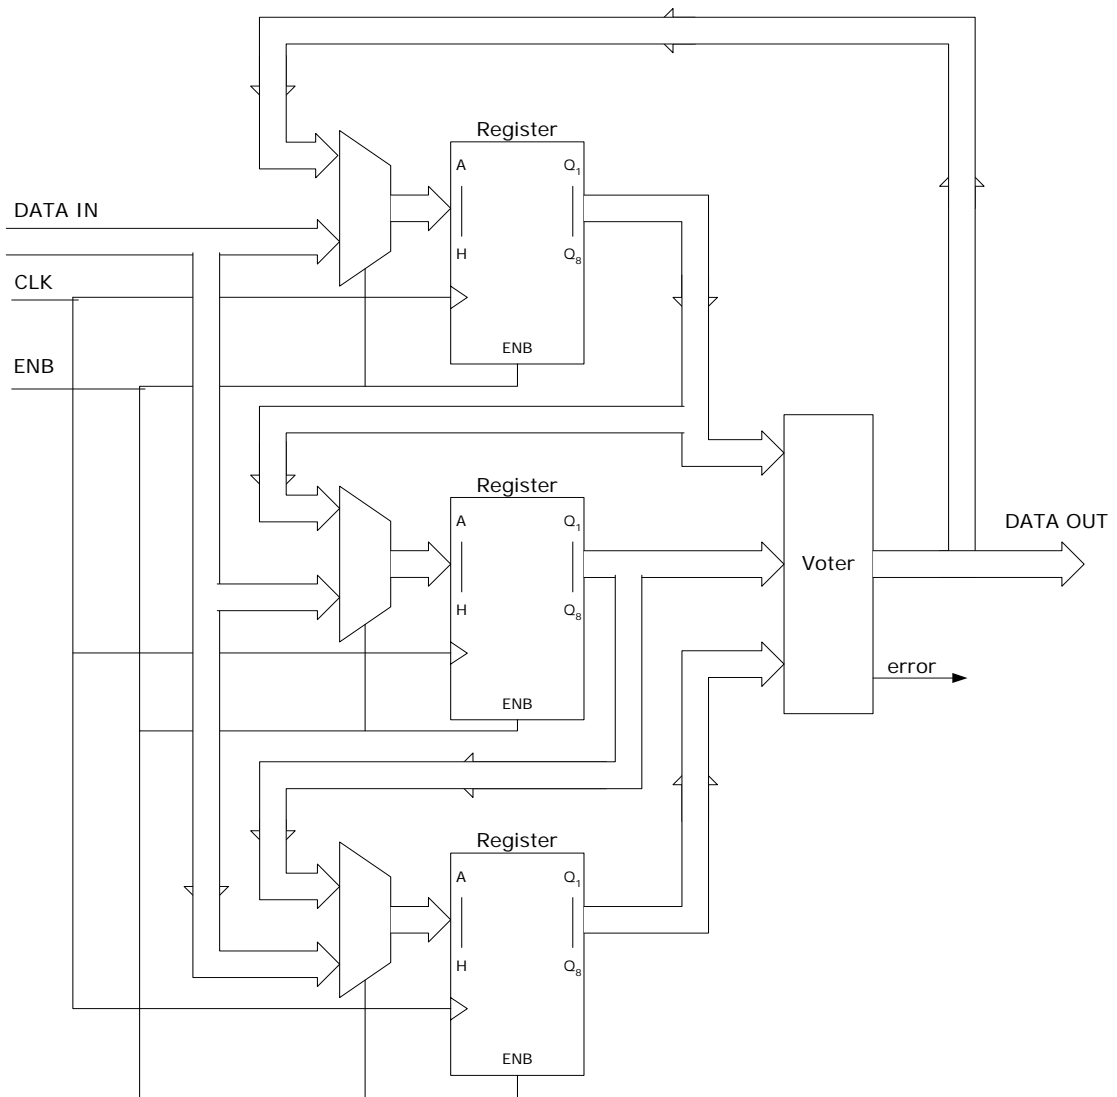 Register
A
Q1
DATA IN
H
Q8
CLK
ENB
ENB
Register
A
Q1
DATA OUT
Voter
H
Q8
error
ENB
Register
A
Q1
H
Q8
ENB